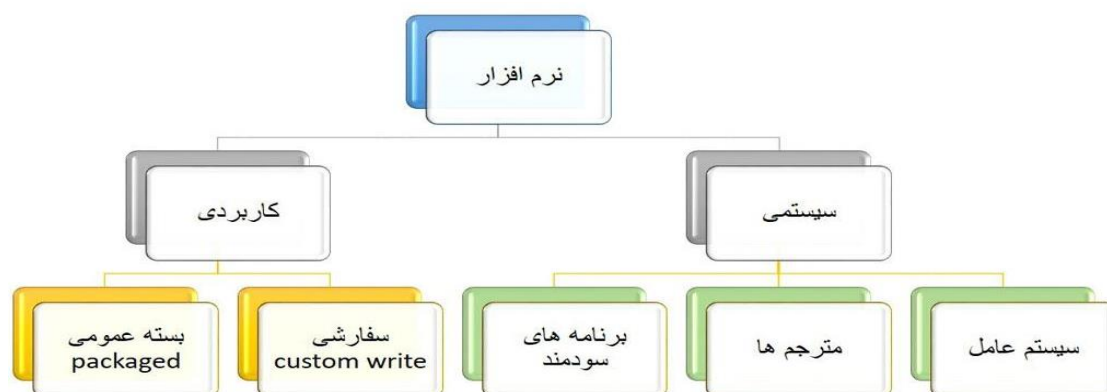 نرم افزار
سیستمی
کاربردی
سیستم عامل
مترجم ها
برنامه های
سودمند
سفارشی
custom write
بسته عمومی
packaged